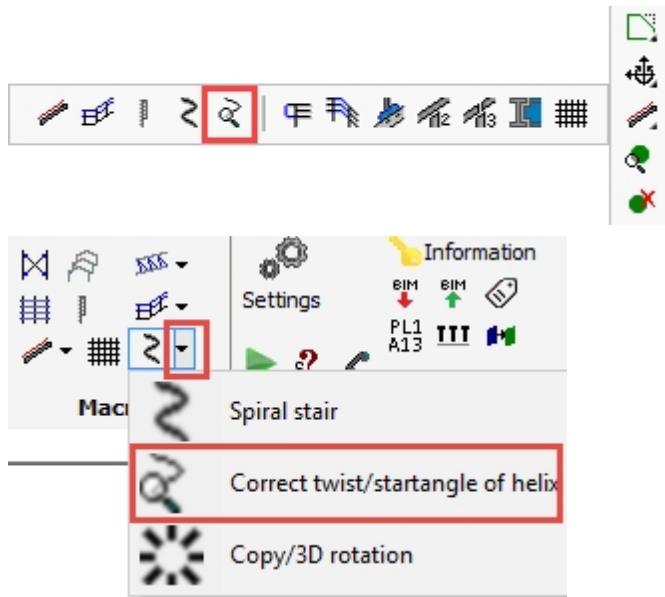 Information
Settings
BIM BIM
PL1
A13
Mac
Spiral stair
Correct twist/startangle of helix
Copy/3D rotation